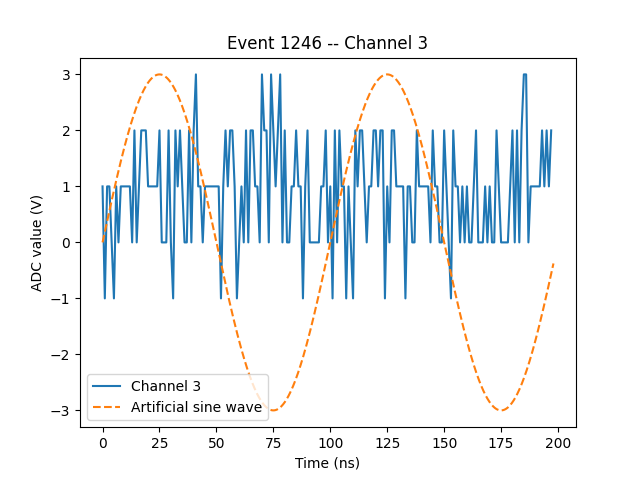 Event 1246 -- Channel 3
ADC value (V)
3
2
1
0
−1
−2
−3
Channel 3
Artificial sine wave
0 25 50 75 100 125 150 175 200
Time (ns)